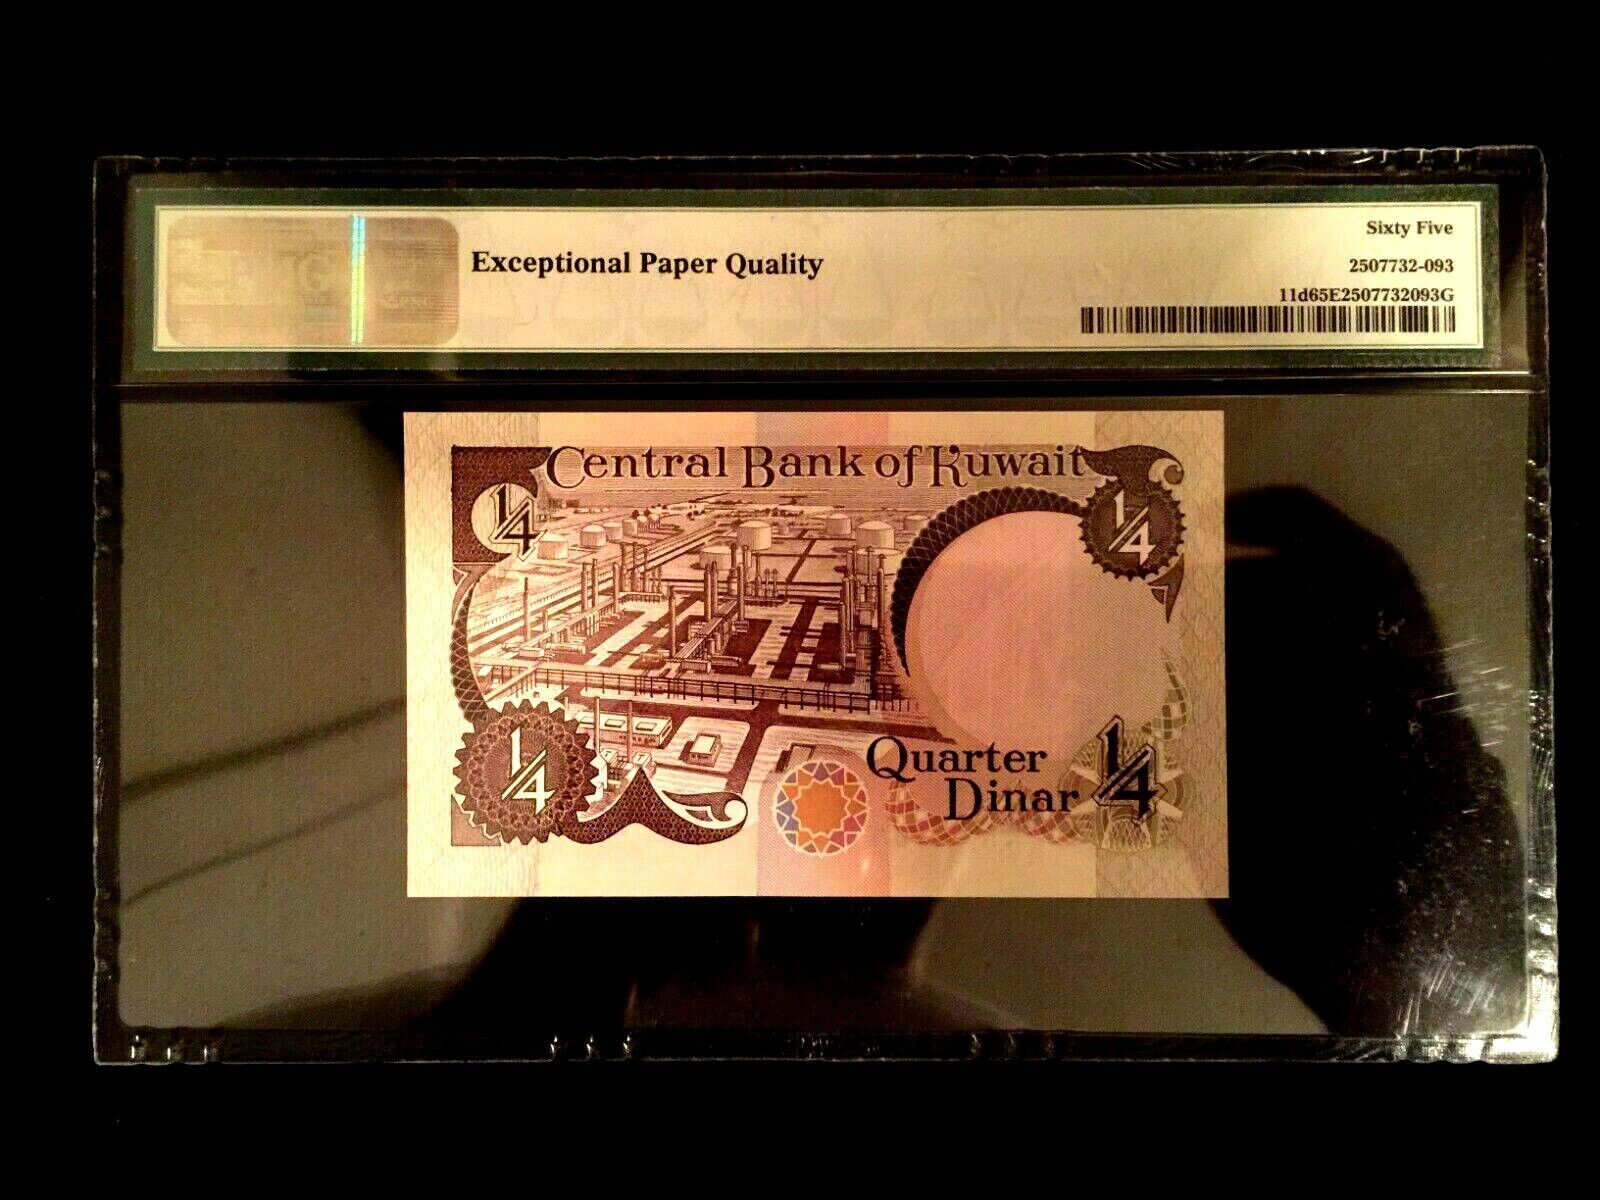 Exceptional Paper Quality
Sixty Five
2507732-093
11d65E2507732093G
Central Bank of Kuwait
1/4
1/4
Quarter
Dinar
1/4
1/4